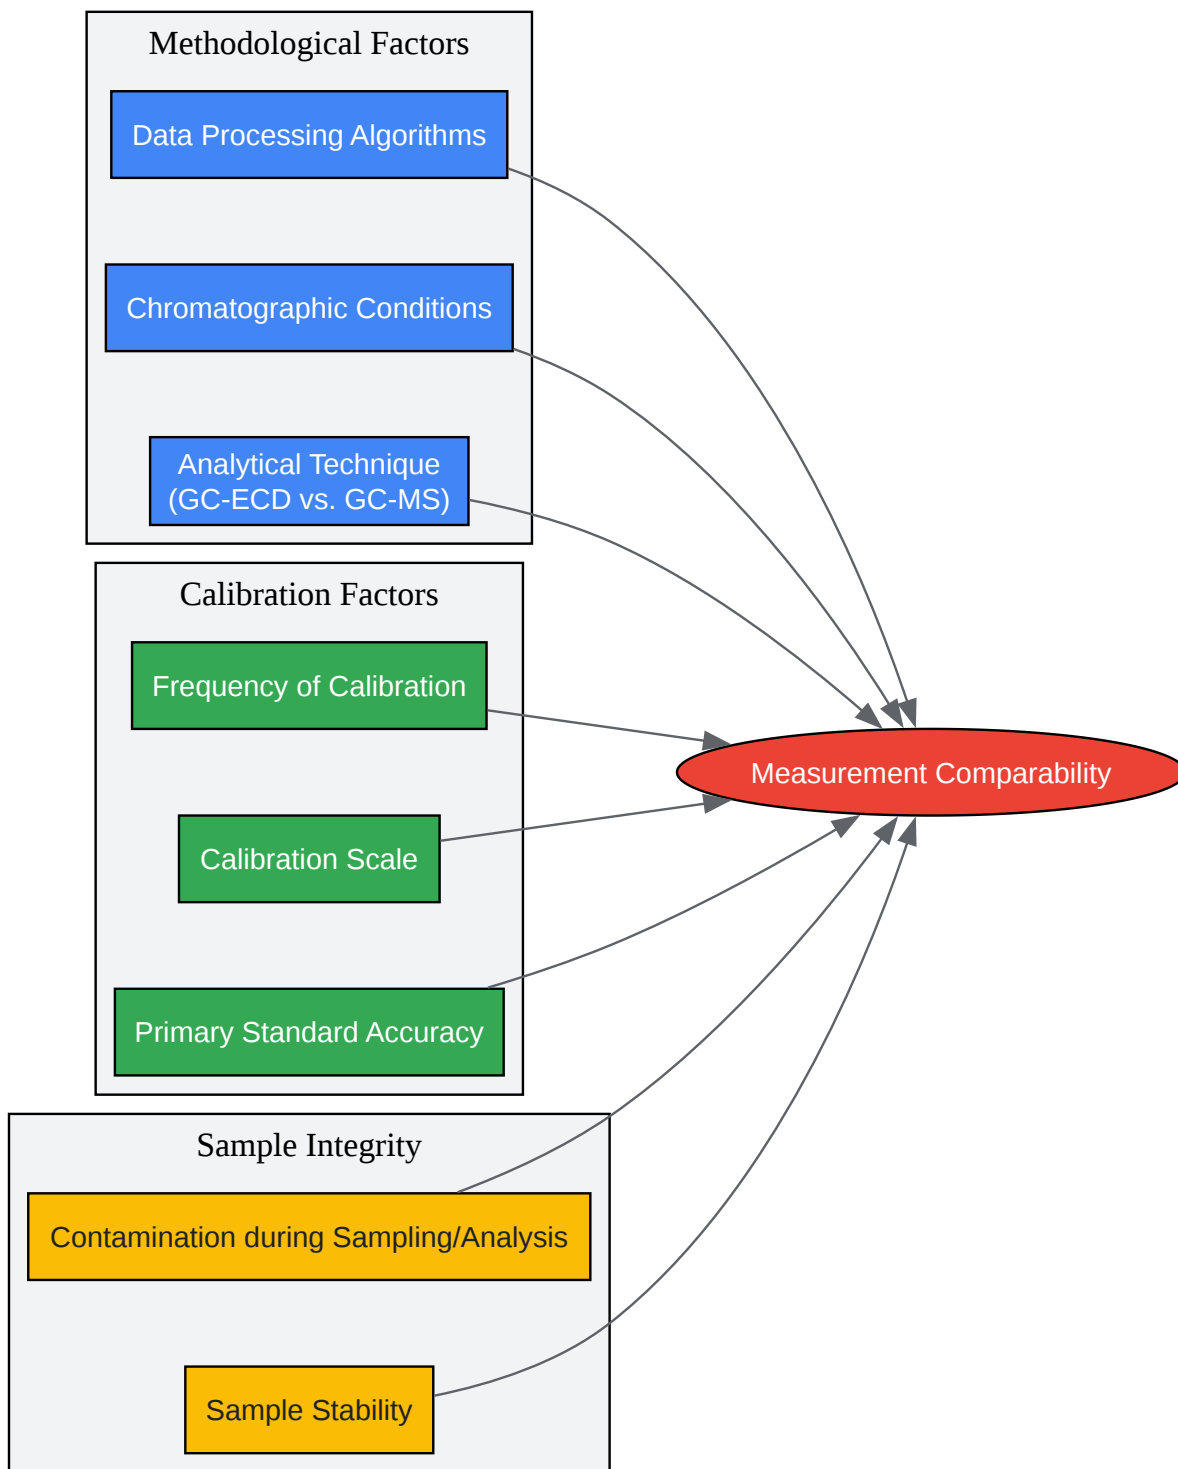 Methodological Factors
Data Processing Algorithms
Chromatographic Conditions
Analytical Technique
(GC-ECD vs. GC-MS)
Calibration Factors
Frequency of Calibration
Measurement Comparability
Calibration Scale
Primary Standard Accuracy
Sample Integrity
Contamination during Sampling/Analysis
Sample Stability